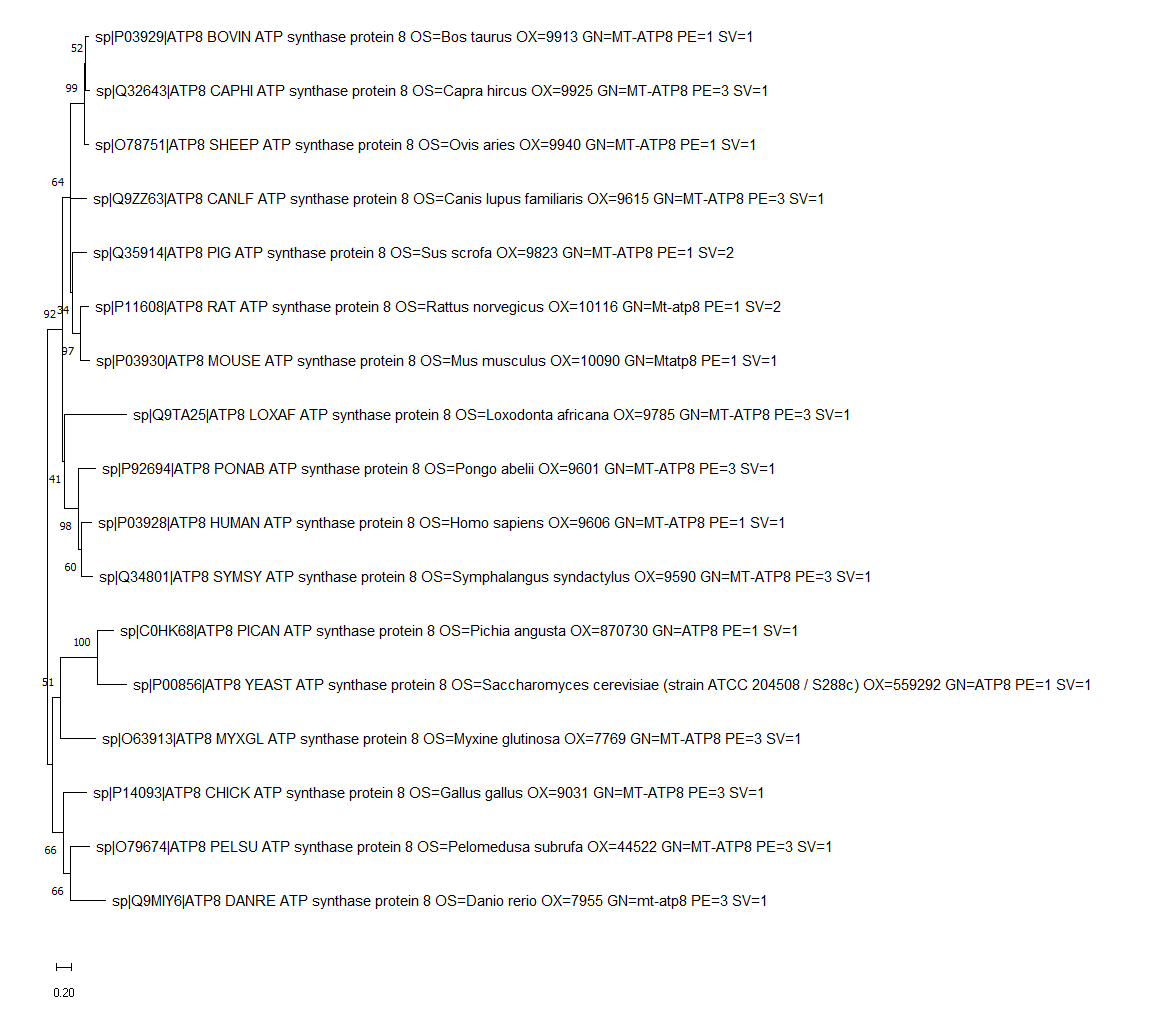 sp|P03929|ATP8 BOVIN ATP synthase protein 8 OS=Bos taurus OX=9913 GN=MT-ATP8 PE=1 SV=1
52
99
sp|Q32643|ATP8 CAPHI ATP synthase protein 8 OS=Capra hircus OX=9925 GN=MT-ATP8 PE=3 SV=1
sp|O78751|ATP8 SHEEP ATP synthase protein 8 OS=Ovis aries OX=9940 GN=MT-ATP8 PE=1 SV=1
64
sp|Q9ZZ63|ATP8 CANLF ATP synthase protein 8 OS=Canis lupus familiaris OX=9615 GN=MT-ATP8 PE=3 SV=1
sp|Q35914|ATP8 PIG ATP synthase protein 8 OS=Sus scrofa OX=9823 GN=MT-ATP8 PE=1 SV=2
sp|P11608|ATP8 RAT ATP synthase protein 8 OS=Rattus norvegicus OX=10116 GN=Mt-atp8 PE=1 SV=2
92
34
97
sp|P03930|ATP8 MOUSE ATP synthase protein 8 OS=Mus musculus OX=10090 GN=Mtatp8 PE=1 SV=1
sp|Q9TA25|ATP8 LOXAF ATP synthase protein 8 OS=Loxodonta africana OX=9785 GN=MT-ATP8 PE=3 SV=1
sp|P92694|ATP8 PONAB ATP synthase protein 8 OS=Pongo abelii OX=9601 GN=MT-ATP8 PE=3 SV=1
41
sp|P03928|ATP8 HUMAN ATP synthase protein 8 OS=Homo sapiens OX=9606 GN=MT-ATP8 PE=1 SV=1
98
60
sp|Q34801|ATP8 SYMSY ATP synthase protein 8 OS=Symphalangus syndactylus OX=9590 GN=MT-ATP8 PE=3 SV=1
sp|C0HK68|ATP8 PICAN ATP synthase protein 8 OS=Pichia angusta OX=870730 GN=ATP8 PE=1 SV=1
100
51
sp|P00856|ATP8 YEAST ATP synthase protein 8 OS=Saccharomyces cerevisiae (strain ATCC 204508 / S288c) OX=559292 GN=ATP8 PE=1 SV=1
sp|O63913|ATP8 MYXGL ATP synthase protein 8 OS=Myxine glutinosa OX=7769 GN=MT-ATP8 PE=3 SV=1
sp|P14093|ATP8 CHICK ATP synthase protein 8 OS=Gallus gallus OX=9031 GN=MT-ATP8 PE=3 SV=1
66
sp|O79674|ATP8 PELSU ATP synthase protein 8 OS=Pelomedusa subrufa OX=44522 GN=MT-ATP8 PE=3 SV=1
66
sp|Q9MIY6|ATP8 DANRE ATP synthase protein 8 OS=Danio rerio OX=7955 GN=mt-atp8 PE=3 SV=1
0.20